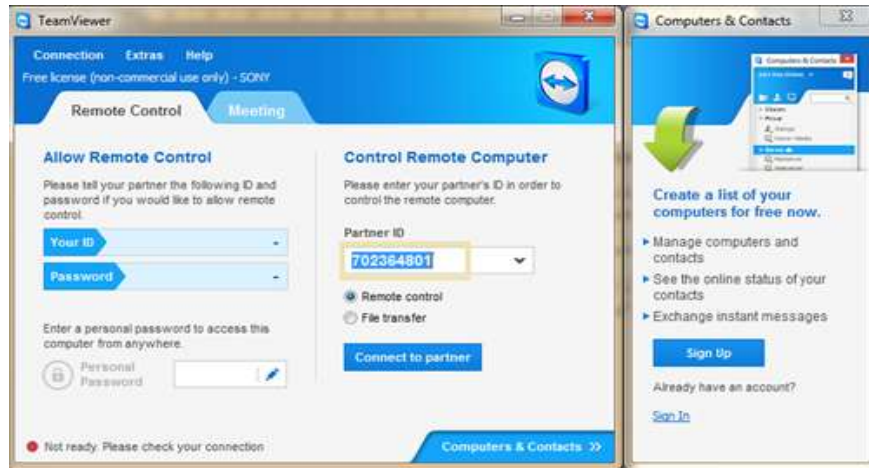 TeamViewer
Connection Extras Help
Free license (non-commercial use only) - SONY
Remote Control Meeting
Allow Remote Control
Please tell your partner the following ID and
password if you would like to allow remote
control.
Your ID -
Password -
Enter a personal password to access this
computer from anywhere.
Personal
Password
Not ready. Please check your connection
Control Remote Computer
Please enter your partner's ID in order to
control the remote computer.
Partner ID
702364801
Remote control
File transfer
Connect to partner
Computers & Contacts >>
Computers & Contacts
Computers & Contacts
Create a list of your
computers for free now.
Manage computers and
contacts
See the online status of your
contacts
Exchange instant messages
Sign Up
Already have an account?
Sign In